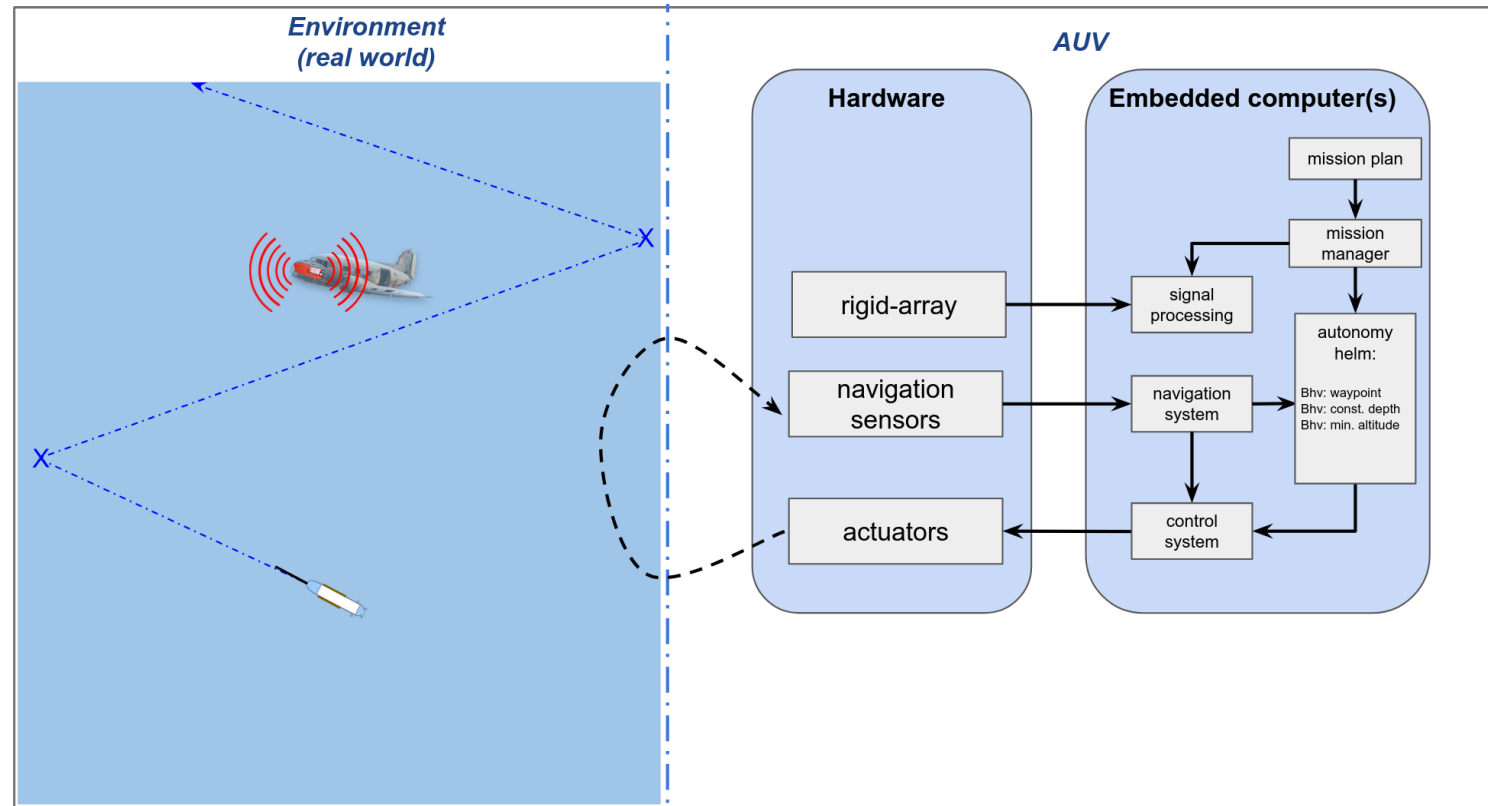 Environment
(real world)
X
X
AUV
Hardware
rigid-array
navigation
sensors
actuators
Embedded computer(s)
mission plan
mission
manager
signal
processing
autonomy
helm:
Bhv: waypoint
Bhv: const. depth
Bhv: min. altitude
navigation
system
control
system